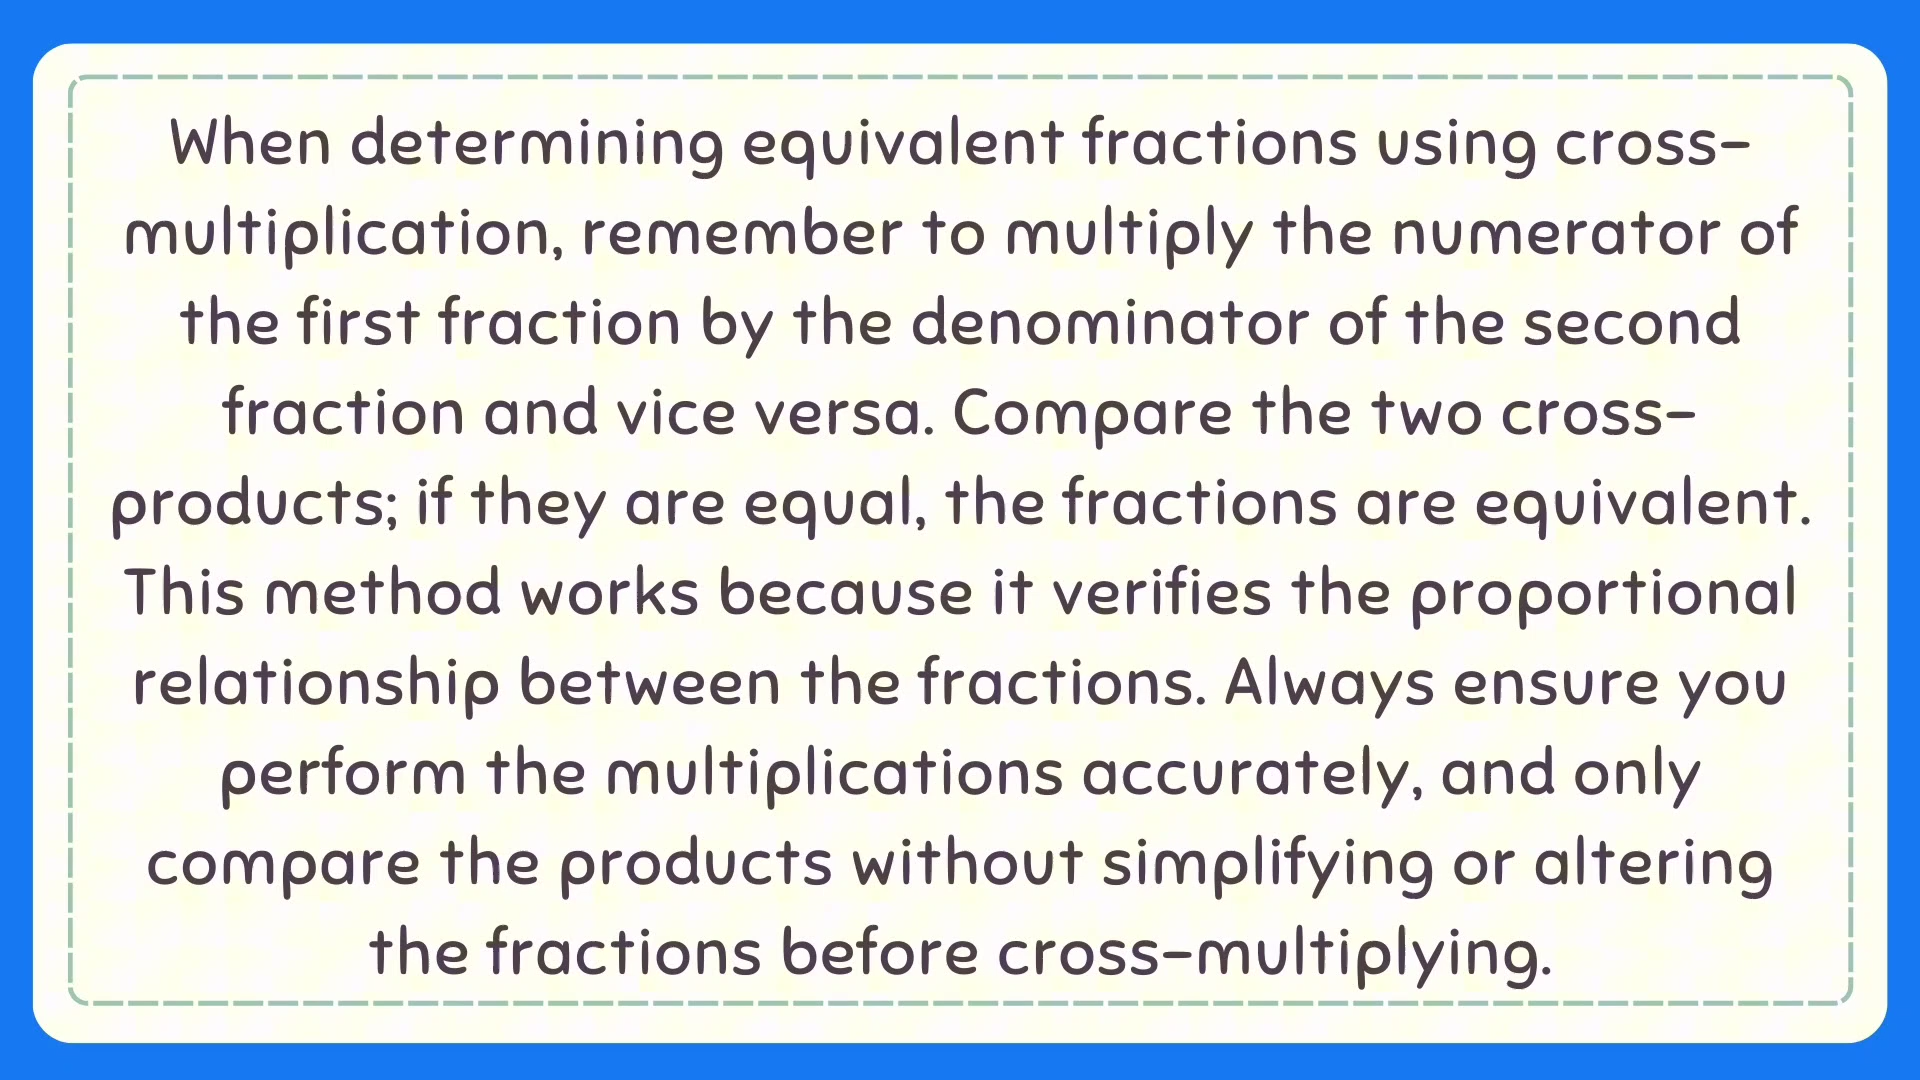 When determining equivalent fractions using cross-
multiplication, remember to multiply the numerator of
the first fraction by the denominator of the second
fraction and vice versa. Compare the two cross-
products; if they are equal, the fractions are equivalent.
This method works because it verifies the proportional
relationship between the fractions. Always ensure you
perform the multiplications accurately, and only
compare the products without simplifying or altering
the fractions before cross-multiplying.